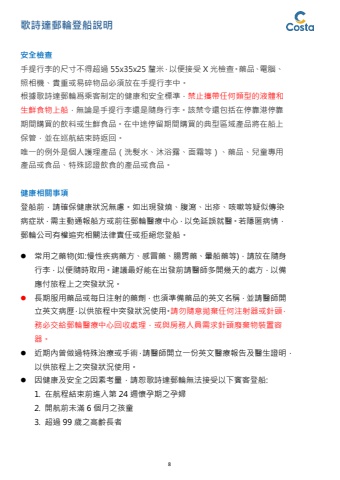 歌詩達郵輪登船說明
Costa
安全檢查
手提行李的尺寸不得超過 55x35x25 釐米，以便接受 X 光檢查。藥品、電腦、
照相機、貴重或易碎物品必須放在手提行李中。
根據歌詩達郵輪爲乘客制定的健康和安全標準，禁止攜帶任何類型的液體和
生鮮食物上船，無論是手提行李還是隨身行李。該禁令還包括在停靠港停靠
期間購買的飲料或生鮮食品。在中途停留期間購買的典型區域產品將在船上
保管，並在巡航結束時返回。
唯一的例外是個人護理產品（洗髮水、沐浴露、面霜等）、藥品、兒童專用
產品或食品、特殊認證飲食的產品或食品。
健康相關事項
登船前，請確保健康狀況無慮。如出現發燒、腹瀉、出疹、咳嗽等疑似傳染
病症狀，需主動通報船方或前往郵輪醫療中心，以免延誤就醫。若隱匿病情，
郵輪公司有權追究相關法律責任或拒絕您登船。
● 常用之藥物(如:慢性疾病藥方、感冒藥、腸胃藥、暈船藥等)，請放在隨身
行李，以便隨時取用。建議最好能在出發前請醫師多開幾天的處方，以備
應付旅程上之突發狀況。
● 長期服用藥品或每日注射的藥劑，也須準備藥品的英文名稱，並請醫師開
立英文病歷，以供旅程中突發狀況使用。請勿隨意拋棄任何注射器或針頭，
務必交給郵輪醫療中心回收處理，或與房務人員需求針頭廢棄物裝置容
器。
● 近期內曾做過特殊治療或手術，請醫師開立一份英文醫療報告及醫生證明，
以供旅程上之突發狀況使用。
● 因健康及安全之因素考量，請恕歌詩達郵輪無法接受以下賓客登船:
1. 在航程結束前進入第 24 週懷孕期之孕婦
2. 開航前未滿 6 個月之孩童
3. 超過 99 歲之高齡長者
8